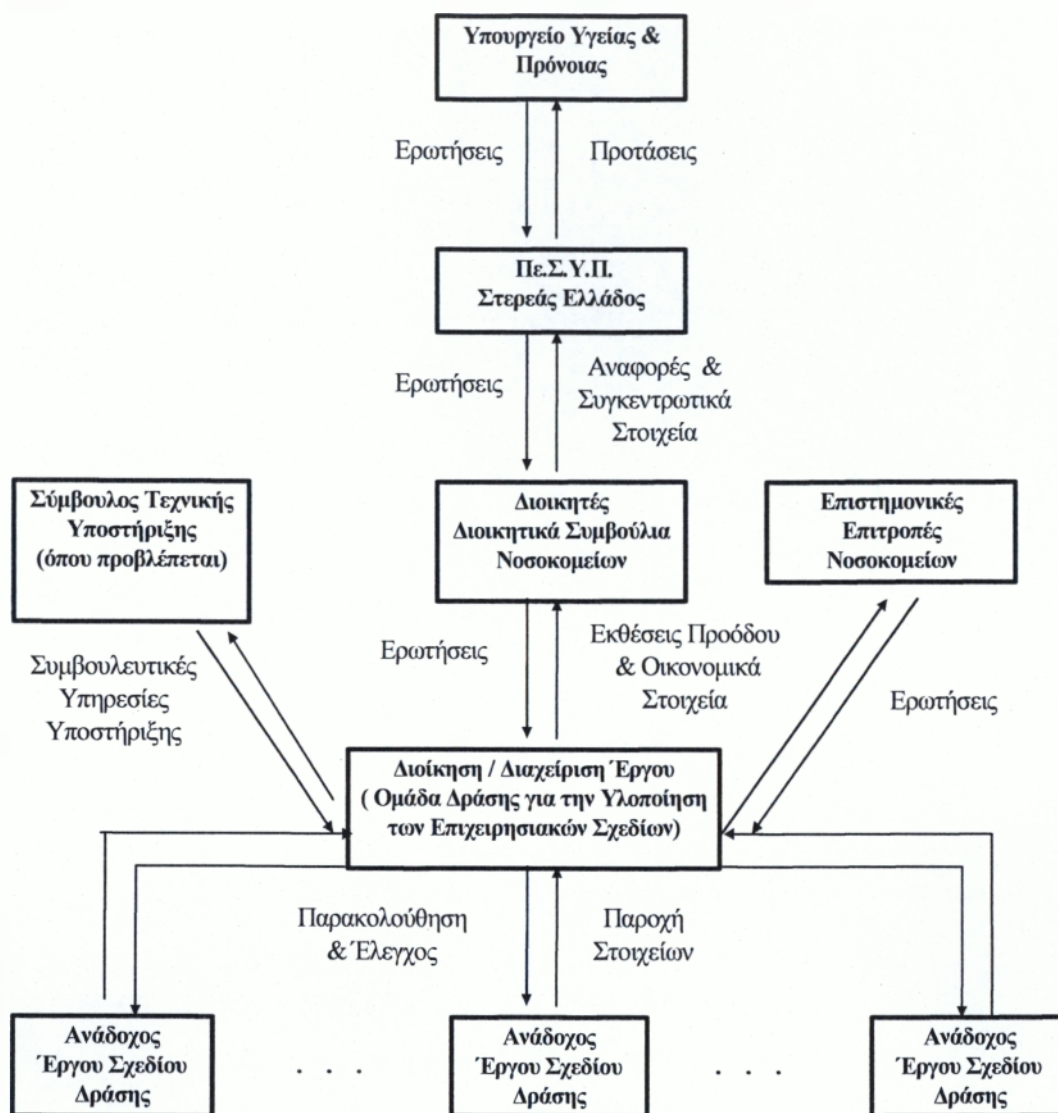 Υπουργείο Υγείας &
Πρόνοιας
Ερωτήσεις
Προτάσεις
Πε.Σ.Υ.Π.
Στερεάς Ελλάδος
Ερωτήσεις
Αναφορές &
Συγκεντρωτικά
Στοιχεία
Σύμβουλος Τεχνικής
Υποστήριξης
(όπου προβλέπεται)
Διοικητές
Διοικητικά Συμβούλια
Νοσοκομείων
Επιστημονικές
Επιτροπές
Νοσοκομείων
Συμβουλευτικές
Υπηρεσίες
Υποστήριξης
Ερωτήσεις
Εκθέσεις Προόδου
& Οικονομικά
Στοιχεία
Ερωτήσεις
Διοίκηση / Διαχείριση Έργου
( Ομάδα Δράσης για την Υλοποίηση
των Επιχειρησιακών Σχεδίων)
Παρακολούθηση
& Έλεγχος
Παροχή
Στοιχείων
Ανάδοχος
Έργου Σχεδίου
Δράσης
. . .
Ανάδοχος
Έργου Σχεδίου
Δράσης
. . .
Ανάδοχος
Έργου Σχεδίου
Δράσης